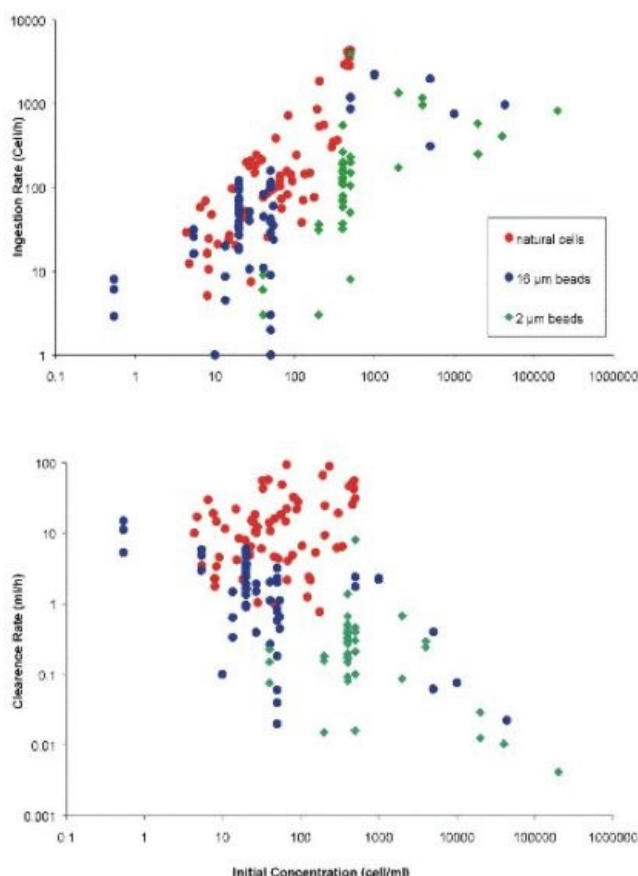 10000
1000
100
10
1
Ingestion Rate (Cell/h)
natural cells
16 µm beads
2 µm beads
0.1 1 10 100 1000 10000 100000 1000000
100
10
1
0.1
0.01
0.001
Clearence Rate (ml/h)
0.1 1 10 100 1000 10000 100000 1000000
Initial Concentration (cell/ml)